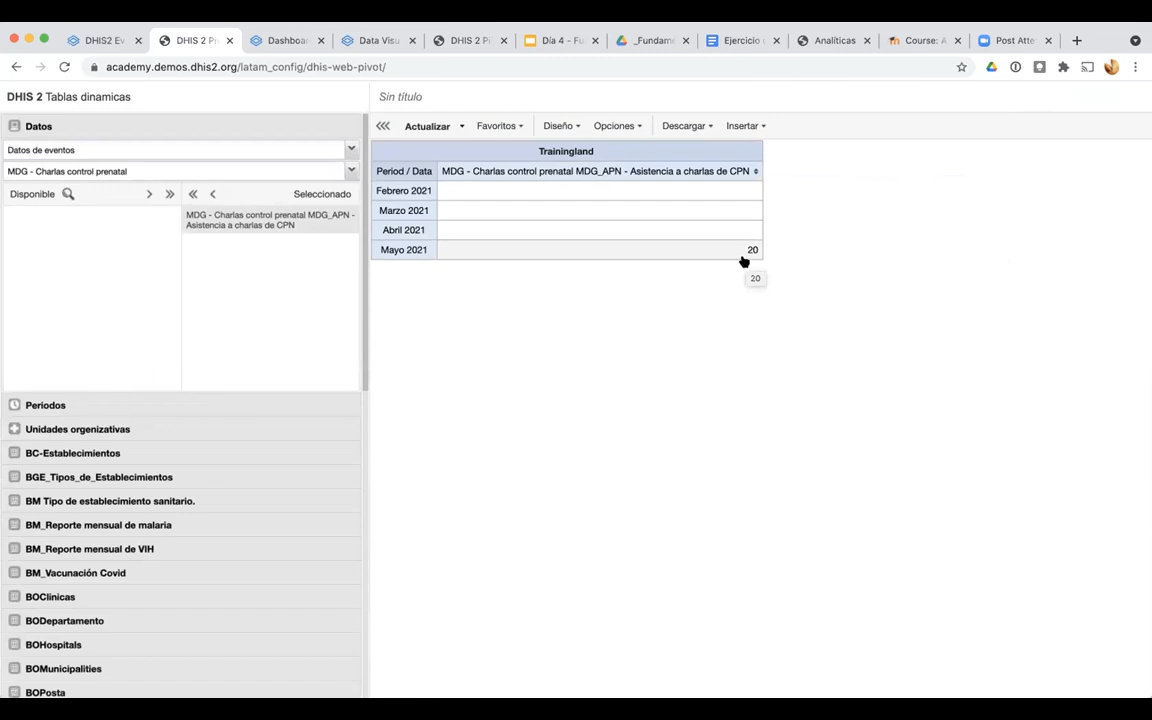 DHIS2 Ev
DHIS 2 Piv
Dashboar
Data Visu
DHIS 2 P
Día 4 - Fu
_Fundame
Ejercicio
Analíticas
Course: A
Post Atte
academy.demos.dhis2.org/latam_config/dhis-web-pivot/
DHIS 2 Tablas dinamicas
Sin título
Datos
Actualizar
Favoritos
Diseño
Opciones
Descargar
Insertar
Datos de eventos
MDG - Charlas control prenatal
Disponible
Seleccionado
MDG - Charlas control prenatal MDG_APN -
Asistencia a charlas de CPN
Trainingland
Period / Data
MDG - Charlas control prenatal MDG_APN - Asistencia a charlas de CPN
Febrero 2021
Marzo 2021
Abril 2021
Mayo 2021
20
20
Periodos
Unidades orgenizativas
BC-Establecimientos
BGE_Tipos_de_Establecimientos
BM Tipo de establecimiento sanitario.
BM_Reporte mensual de malaria
BM_Reporte mensual de VIH
BM_Vacunación Covid
BOClinicas
BODepartamento
BOHospitals
BOMunicipalities
BOPosta